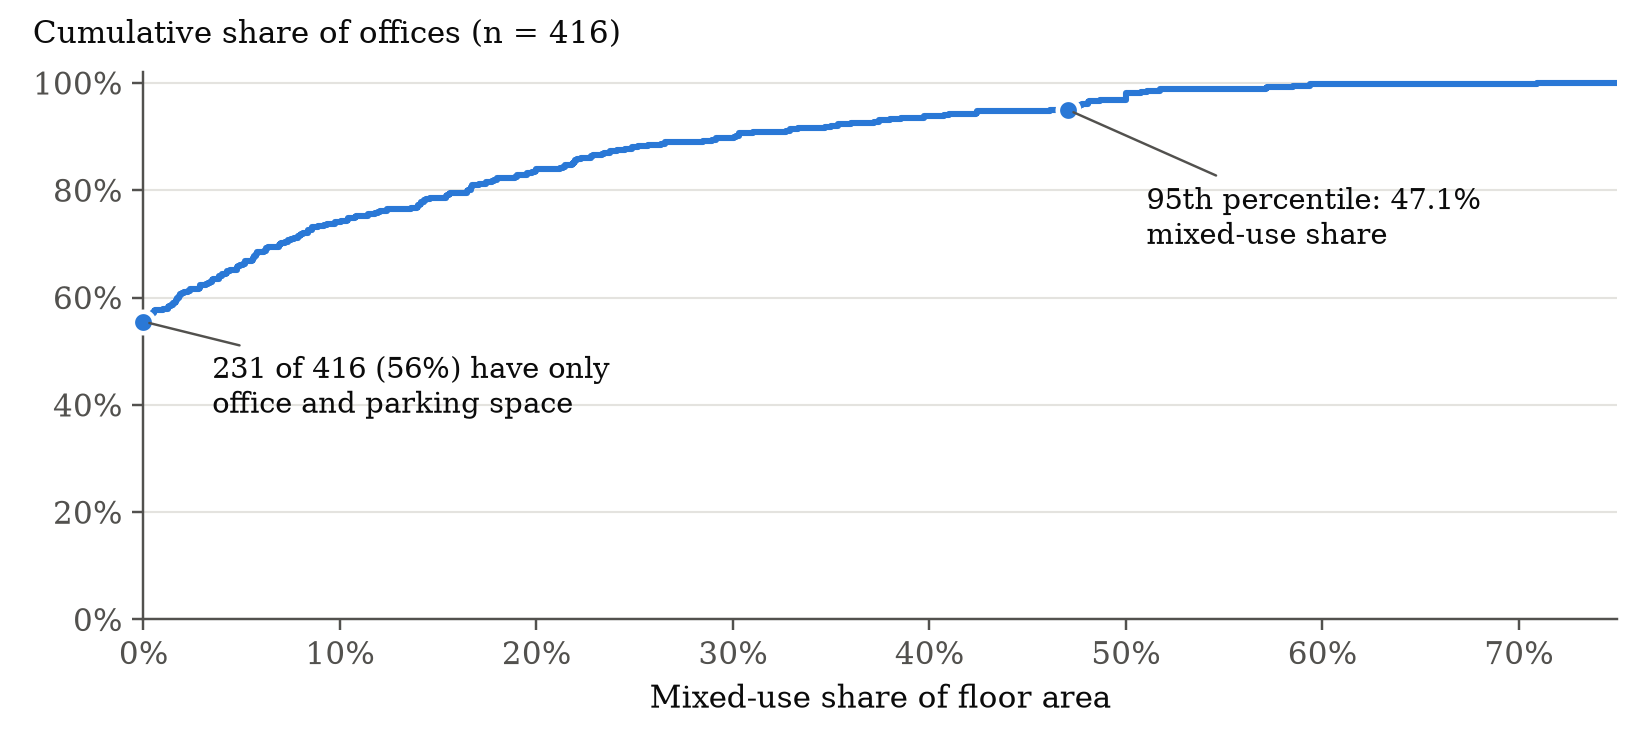 Cumulative share of offices (n = 416)
100%
80%
60%
40%
20%
0%
95th percentile: 47.1%
mixed-use share
231 of 416 (56%) have only
office and parking space
0% 10% 20% 30% 40% 50% 60% 70%
Mixed-use share of floor area